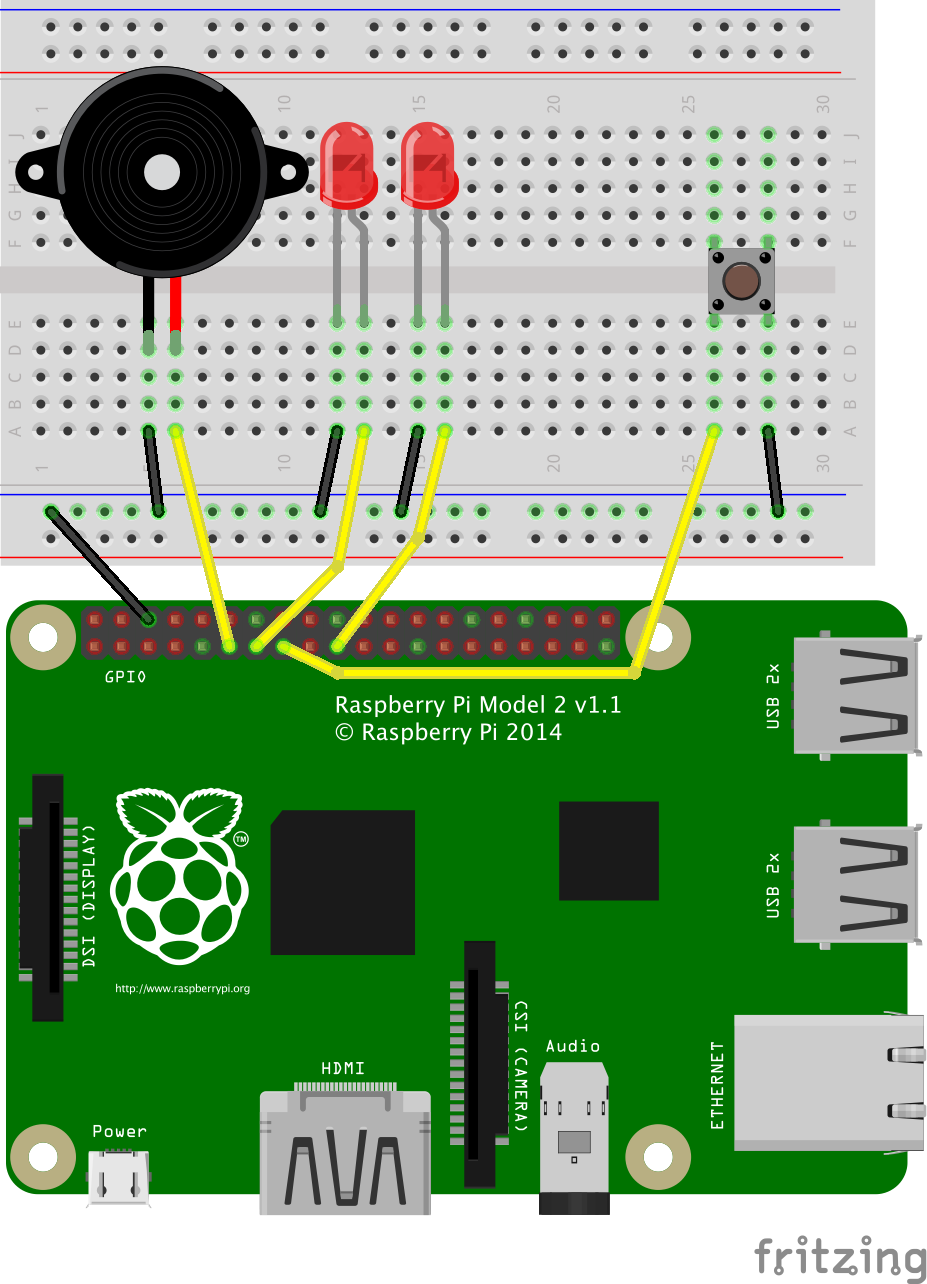 1
10
15
20
25
30
J
J
I
I
H
H
G
G
F
F
E
E
D
D
C
C
B
B
A
A
1
10
20
25
30
GPIO
Raspberry Pi Model 2 v1.1
© Raspberry Pi 2014
USB 2x
DSI (DISPLAY)
TM
USB 2x
http://www.raspberrypi.org
CSI (CAMERA)
Audio
ETHERNET
HDMI
Power
fritzing